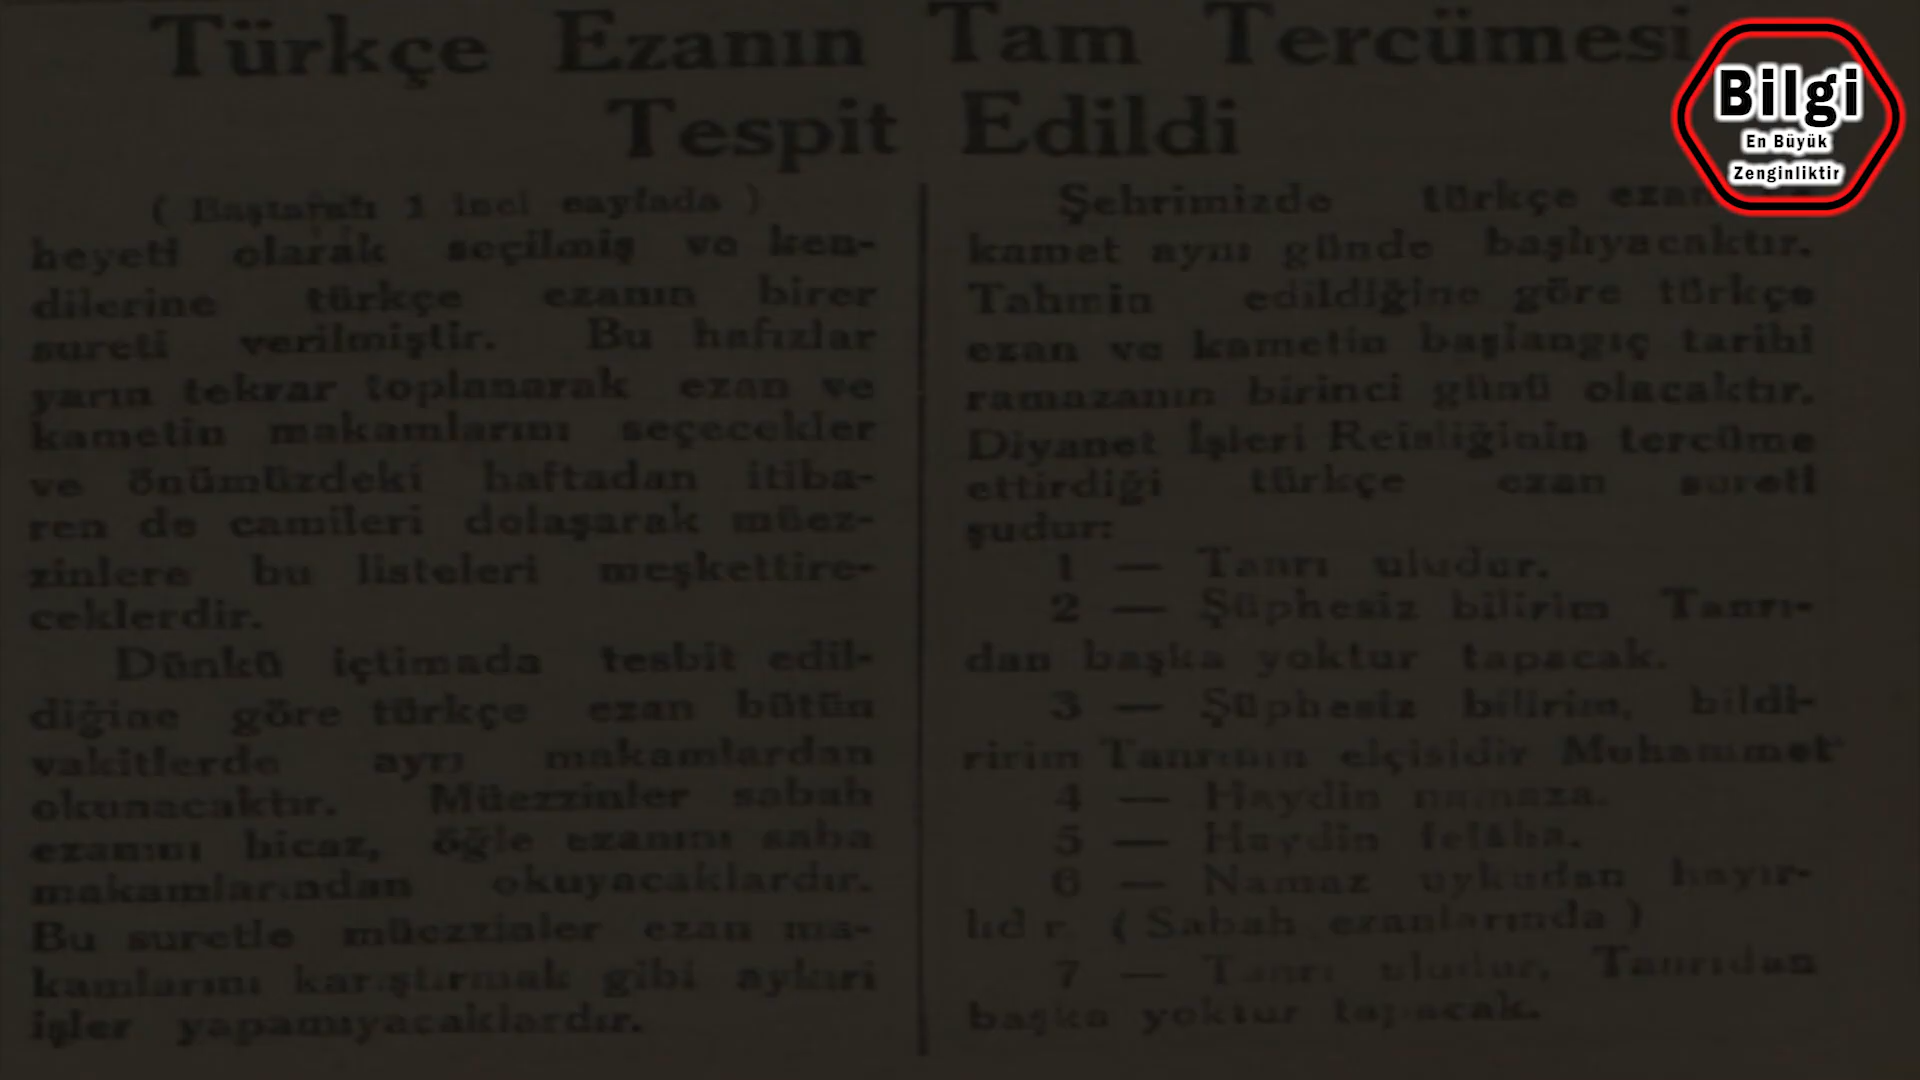 Türkçe Ezanın Tam Tercümesi
Tespit Edildi
( Baştarafı 1 inci sayfada )
heyeti olarak seçilmiş ve ken-
dilerine türkçe ezanın birer
sureti verilmiştir. Bu hafızlar
yarın tekrar toplanarak ezan ve
kametin makamlarını seçecekler
ve önümüzdeki haftadan itiba-
ren de camileri dolaşarak müez-
zinlere bu listeleri meşkettire-
ceklerdir.
Dünkü içtimada tesbit edil-
diğine göre türkçe ezan bütün
vakitlerde ayrı makamlardan
okunacaktır. Müezzinler sabah
ezanını hicaz, öğle ezanını saba
makamlarından okuyacaklardır.
Bu suretle müezzinler ezan ma-
kamlarını karıştırmak gibi aykırı
işler yapamıyacaklardır.
Şehrimizde türkçe ezan
kamet aynı günde başlıyacaktır.
Tahmin edildiğine göre türkçe
ezan ve kametin başlangıç tarihi
ramazanın birinci günü olacaktır.
Diyanet İşleri Reisliğinin tercüme
ettirdiği türkçe ezan sureti
şudur:
1 — Tanrı uludur.
2 — Şüphesiz bilirim Tanrı-
dan başka yoktur tapacak.
3 — Şüphesiz bilirim, bildi-
ririm Tanrının elçisidir Muhammet
4 — Haydin namaza.
5 — Haydin felâha.
6 — Namaz uykudan hayır-
lıdır ( Sabah ezanlarında )
7 — Tanrı uludur, Tanrıdan
başka yoktur tapacak.
Bilgi
En Büyük
Zenginliktir